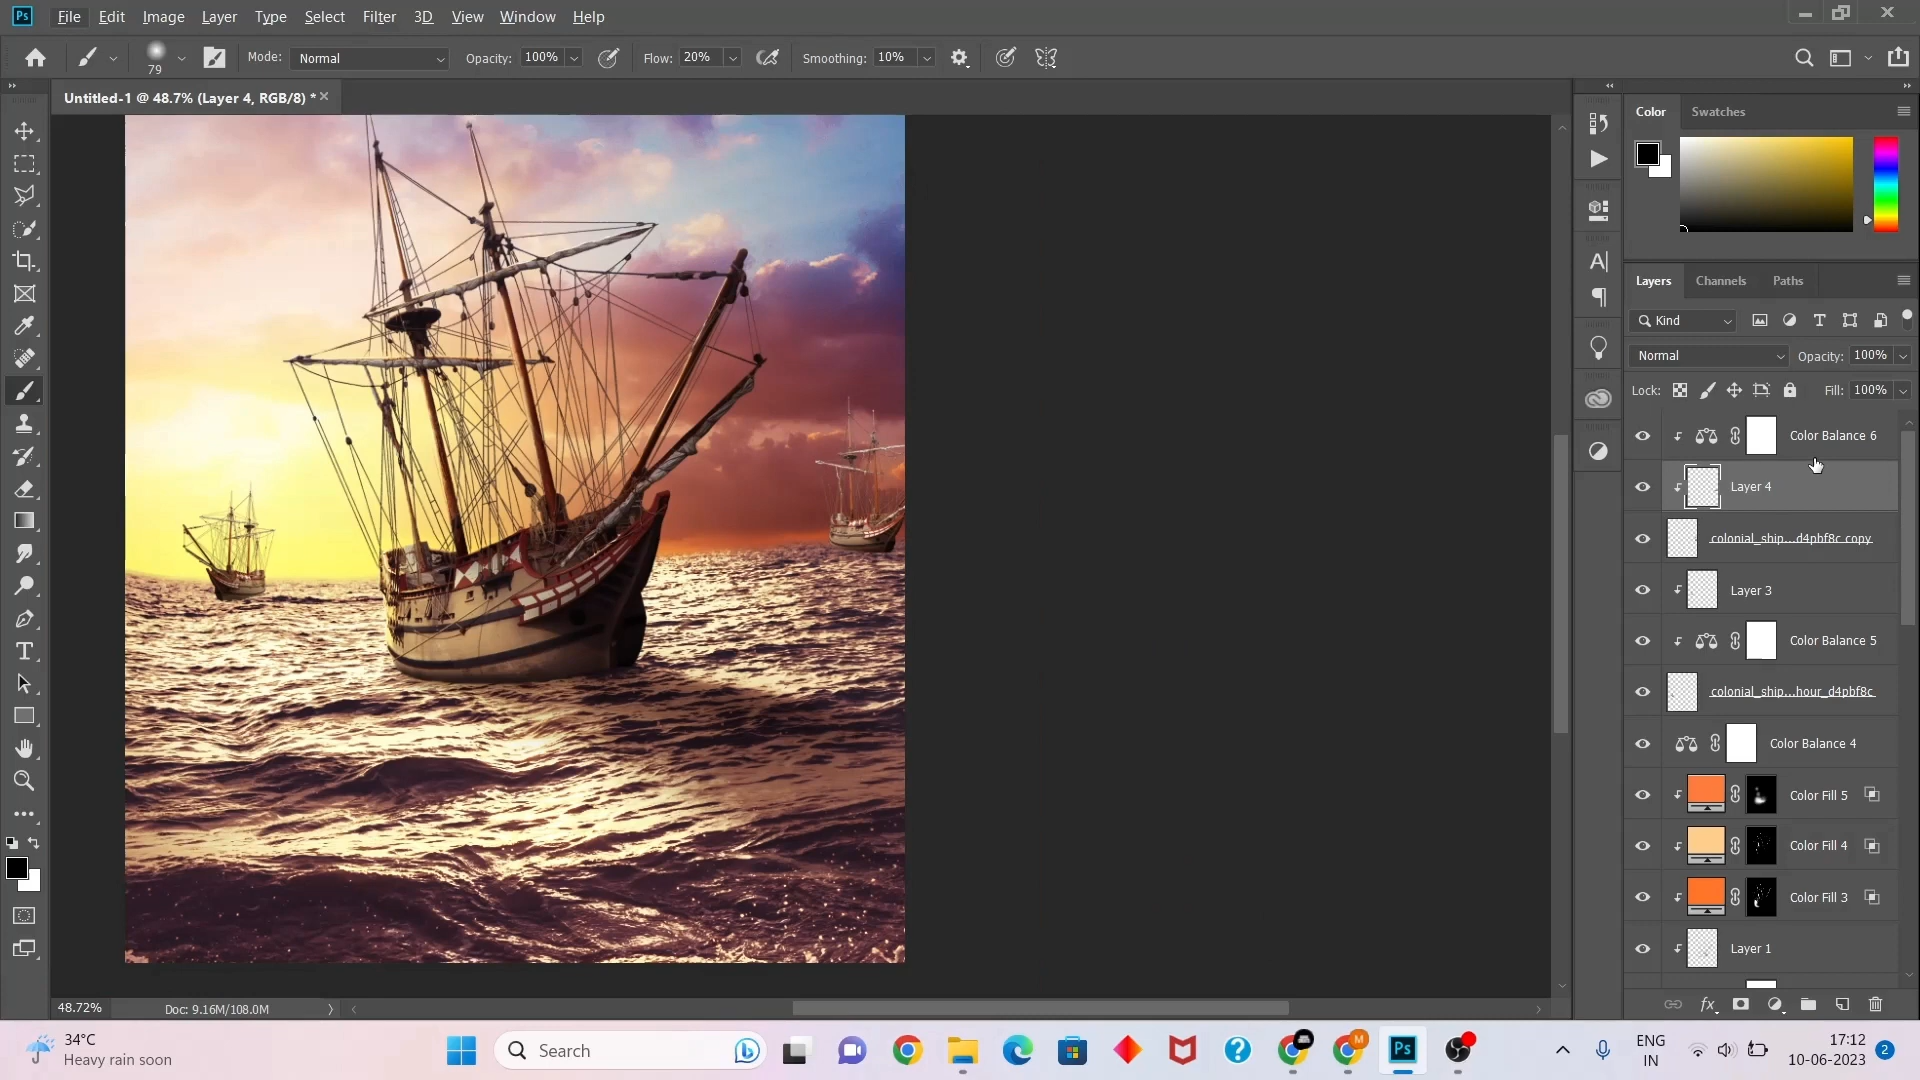 Ps File Edit Image Layer Type Select Filter 3D View Window Help
79 Mode: Normal Opacity: 100% Flow: 20% Smoothing: 10%
Untitled-1 @ 48.7% (Layer 4, RGB/8) *
Color Swatches
Layers Channels Paths
Kind
Normal Opacity: 100%
Lock: Fill: 100%
Color Balance 6
Layer 4
colonial_ship...d4pbf8c copy
Layer 3
Color Balance 5
colonial_ship...hour_d4pbf8c
Color Balance 4
Color Fill 5
Color Fill 4
Color Fill 3
Layer 1
48.72% Doc: 9.16M/108.0M
34°C
Heavy rain soon
Search
M
Ps
ENG
IN
17:12
10-06-2023
2